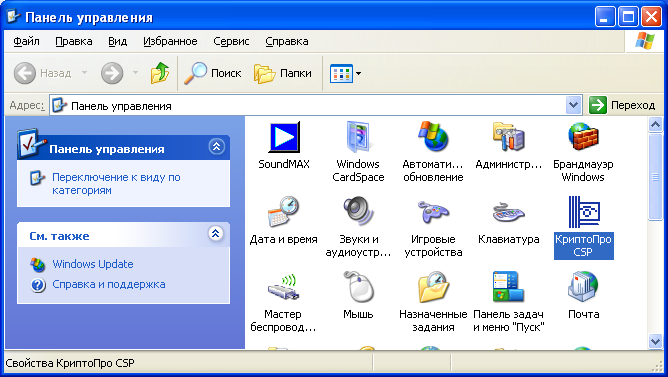 Панель управления
Файл Правка Вид Избранное Сервис Справка
Назад Поиск Папки
Адрес: Панель управления Переход
Панель управления
Переключение к виду по
категориям
См. также
Windows Update
Справка и поддержка
SoundMAX
Windows
CardSpace
Автомати...
обновление
Администр...
Брандмауэр
Windows
Дата и время
Звуки и
аудиоустр...
Игровые
устройства
Клавиатура
КриптоПро
CSP
Мастер
беспровод...
Мышь
Назначенные
задания
Панель задач
и меню "Пуск"
Почта
Свойства КриптоПро CSP